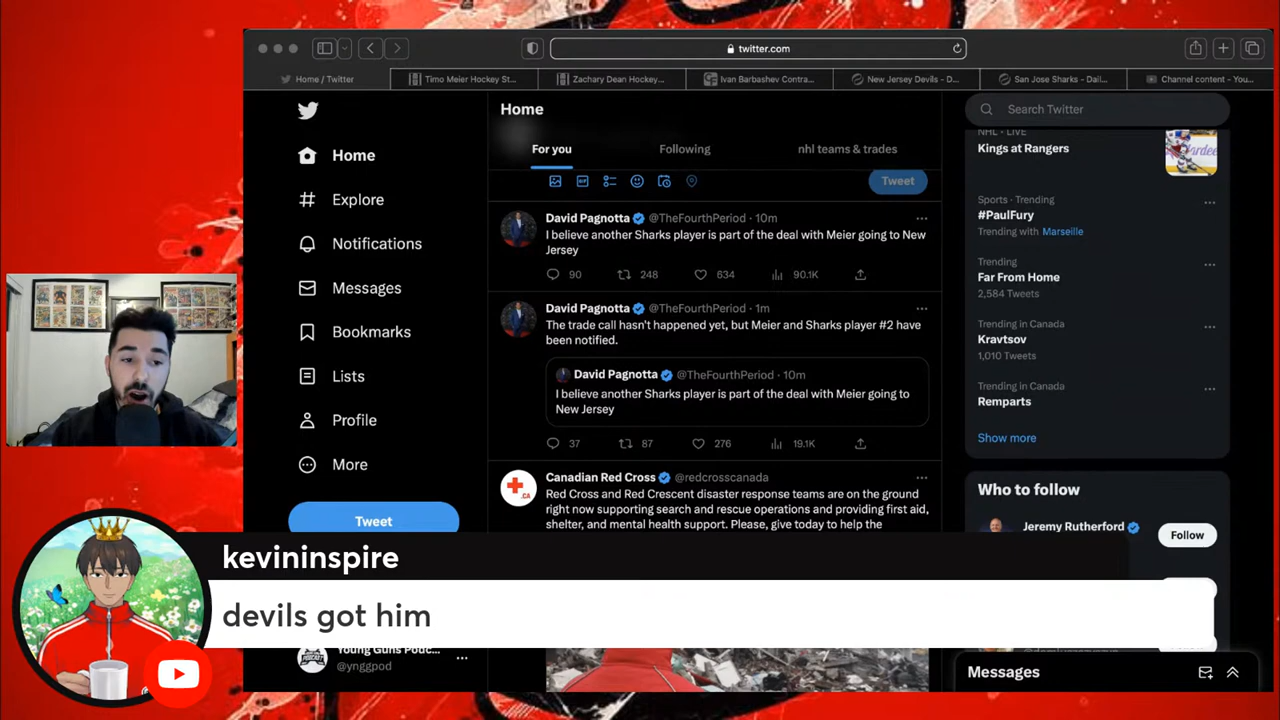 twitter.com
Home / Twitter
Timo Meier Hockey St...
Zachary Dean Hockey...
Ivan Barbashev Contra...
New Jersey Devils - D...
San Jose Sharks - Dail...
Channel content - You...
Home
Explore
Notifications
Messages
Bookmarks
Lists
Profile
More
Tweet
Young Guns Podc...
@ynggpod
Home
For you
Following
nhl teams & trades
GIF
Tweet
David Pagnotta @TheFourthPeriod · 10m
I believe another Sharks player is part of the deal with Meier going to New
Jersey
90
248
634
90.1K
David Pagnotta @TheFourthPeriod · 1m
The trade call hasn't happened yet, but Meier and Sharks player #2 have
been notified.
David Pagnotta @TheFourthPeriod · 10m
I believe another Sharks player is part of the deal with Meier going to
New Jersey
37
87
276
19.1K
.CA
Canadian Red Cross @redcrosscanada
Red Cross and Red Crescent disaster response teams are on the ground
right now supporting search and rescue operations and providing first aid,
shelter, and mental health support. Please, give today to help the
Search Twitter
NHL · LIVE
Kings at Rangers
Sports · Trending
#PaulFury
Trending with Marseille
Trending
Far From Home
2,584 Tweets
Trending in Canada
Kravtsov
1,010 Tweets
Trending in Canada
Remparts
Show more
Who to follow
Jeremy Rutherford
Follow
Messages
kevininspire
devils got him